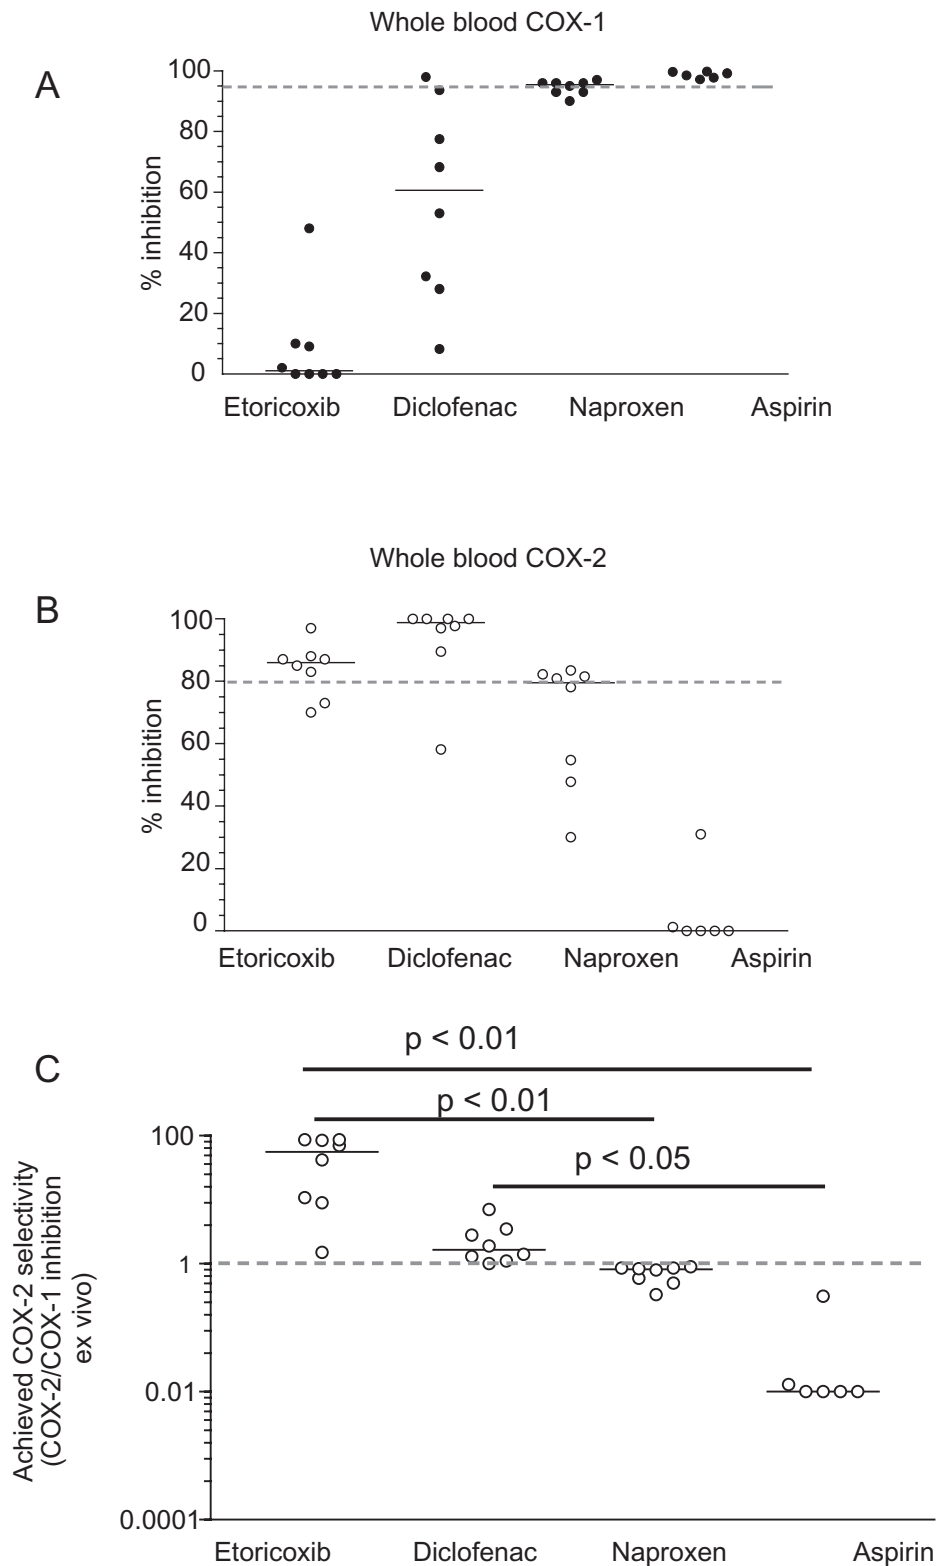 Whole blood COX-1
A
% inhibition
100
80
60
40
20
0
Etoricoxib Diclofenac Naproxen Aspirin
Whole blood COX-2
B
% inhibition
100
80
60
40
20
0
Etoricoxib Diclofenac Naproxen Aspirin
C
p < 0.01
p < 0.01
p < 0.05
Achieved COX-2 selectivity
(COX-2/COX-1 inhibition
ex vivo)
100
1
0.01
0.0001
Etoricoxib Diclofenac Naproxen Aspirin